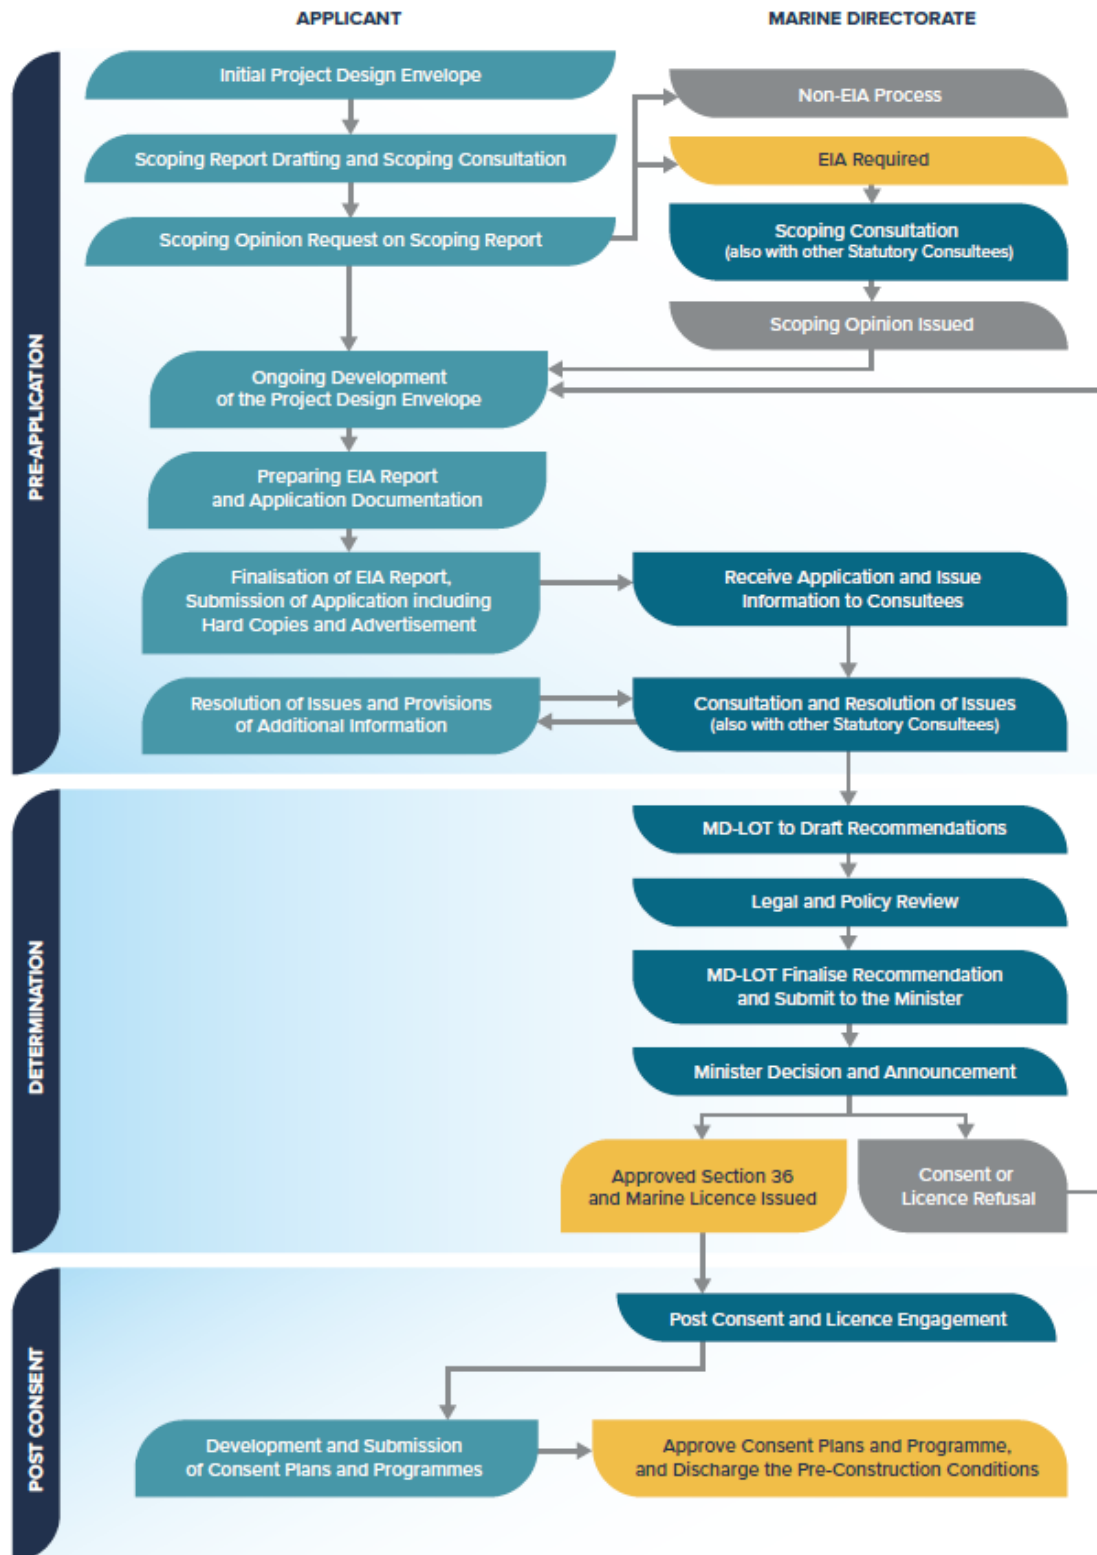 APPLICANT
MARINE DIRECTORATE
PRE-APPLICATION
Initial Project Design Envelope
Non-EIA Process
Scoping Report Drafting and Scoping Consultation
EIA Required
Scoping Opinion Request on Scoping Report
Scoping Consultation
(also with other Statutory Consultees)
Scoping Opinion Issued
Ongoing Development
of the Project Design Envelope
Preparing EIA Report
and Application Documentation
Finalisation of EIA Report,
Submission of Application including
Hard Copies and Advertisement
Receive Application and Issue
Information to Consultees
Resolution of Issues and Provisions
of Additional Information
Consultation and Resolution of Issues
(also with other Statutory Consultees)
DETERMINATION
MD-LOT to Draft Recommendations
Legal and Policy Review
MD-LOT Finalise Recommendation
and Submit to the Minister
Minister Decision and Announcement
Approved Section 36
and Marine Licence Issued
Consent or
Licence Refusal
POST CONSENT
Post Consent and Licence Engagement
Development and Submission
of Consent Plans and Programmes
Approve Consent Plans and Programme,
and Discharge the Pre-Construction Conditions